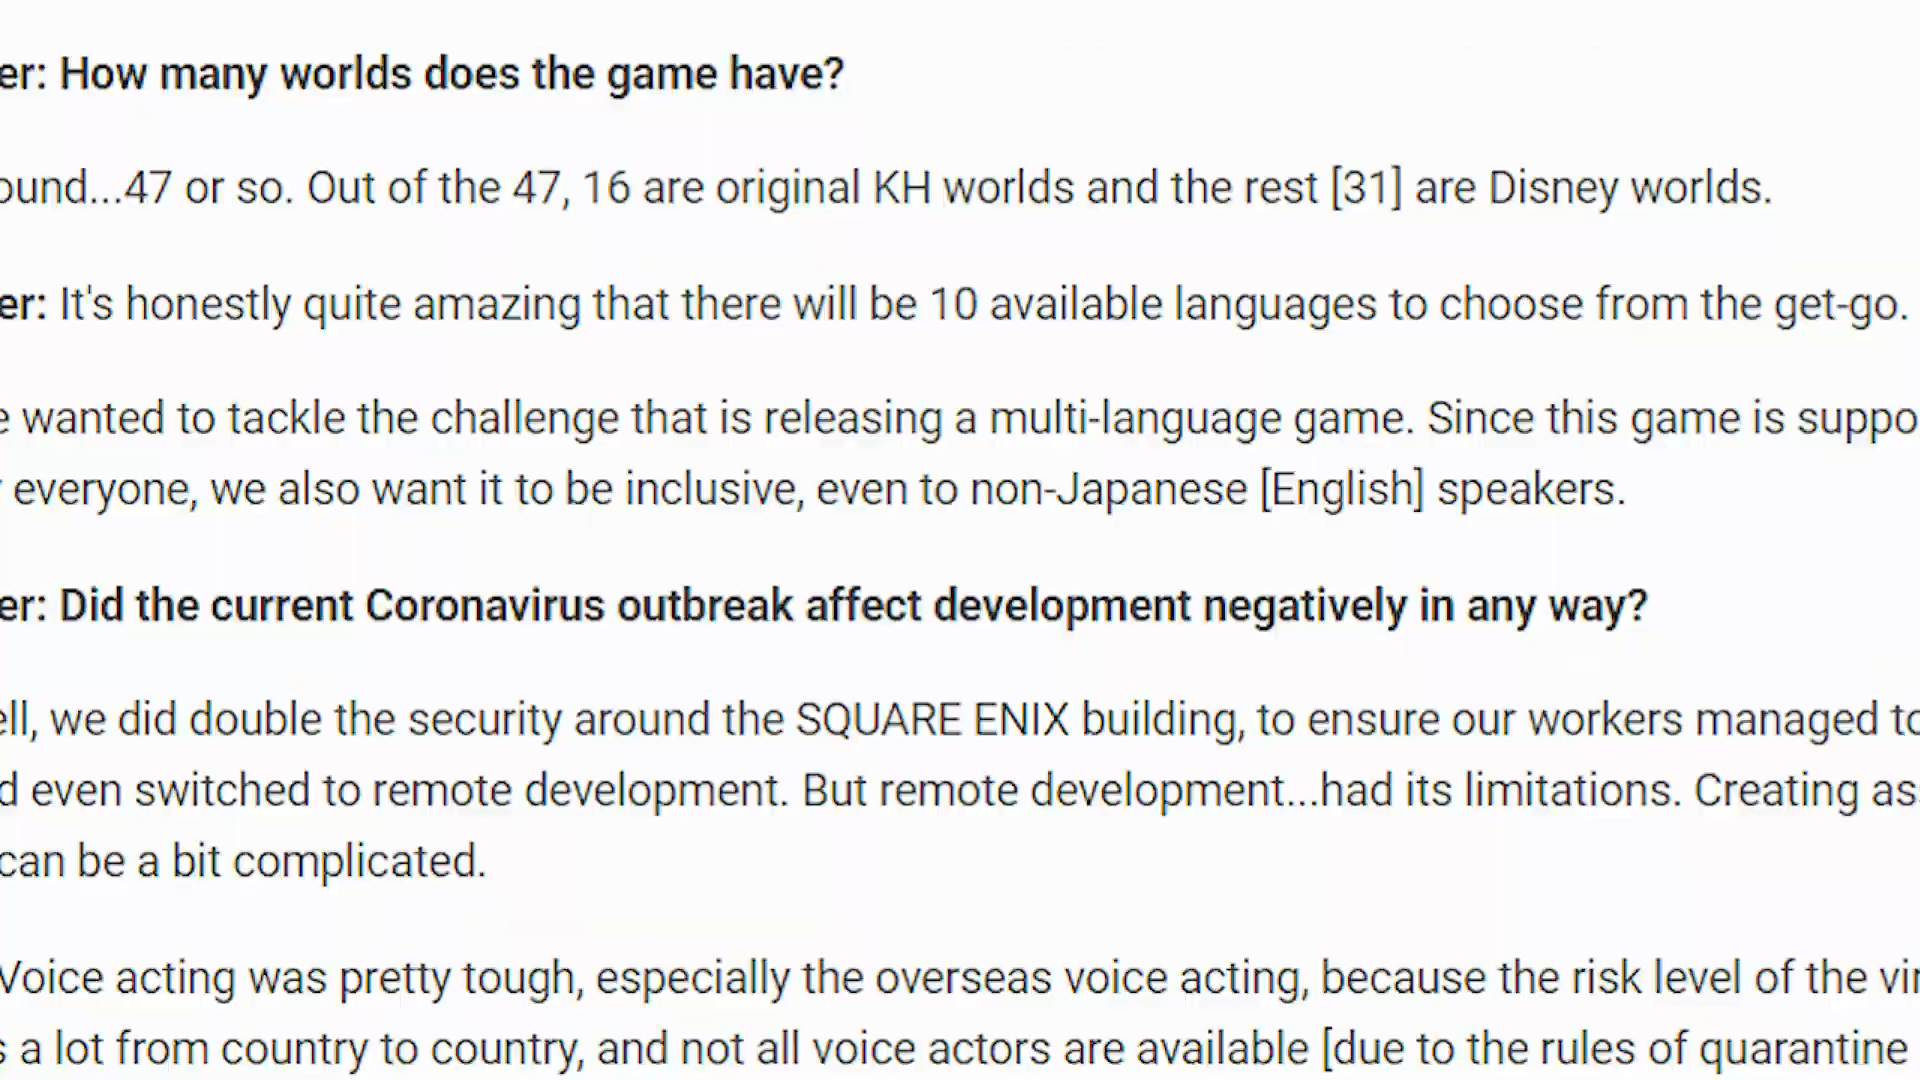 er: How many worlds does the game have?
ound...47 or so. Out of the 47, 16 are original KH worlds and the rest [31] are Disney worlds.
er: It's honestly quite amazing that there will be 10 available languages to choose from the get-go.
e wanted to tackle the challenge that is releasing a multi-language game. Since this game is suppo
everyone, we also want it to be inclusive, even to non-Japanese [English] speakers.
er: Did the current Coronavirus outbreak affect development negatively in any way?
ell, we did double the security around the SQUARE ENIX building, to ensure our workers managed to
d even switched to remote development. But remote development...had its limitations. Creating as
can be a bit complicated.
Voice acting was pretty tough, especially the overseas voice acting, because the risk level of the vir
s a lot from country to country, and not all voice actors are available [due to the rules of quarantine